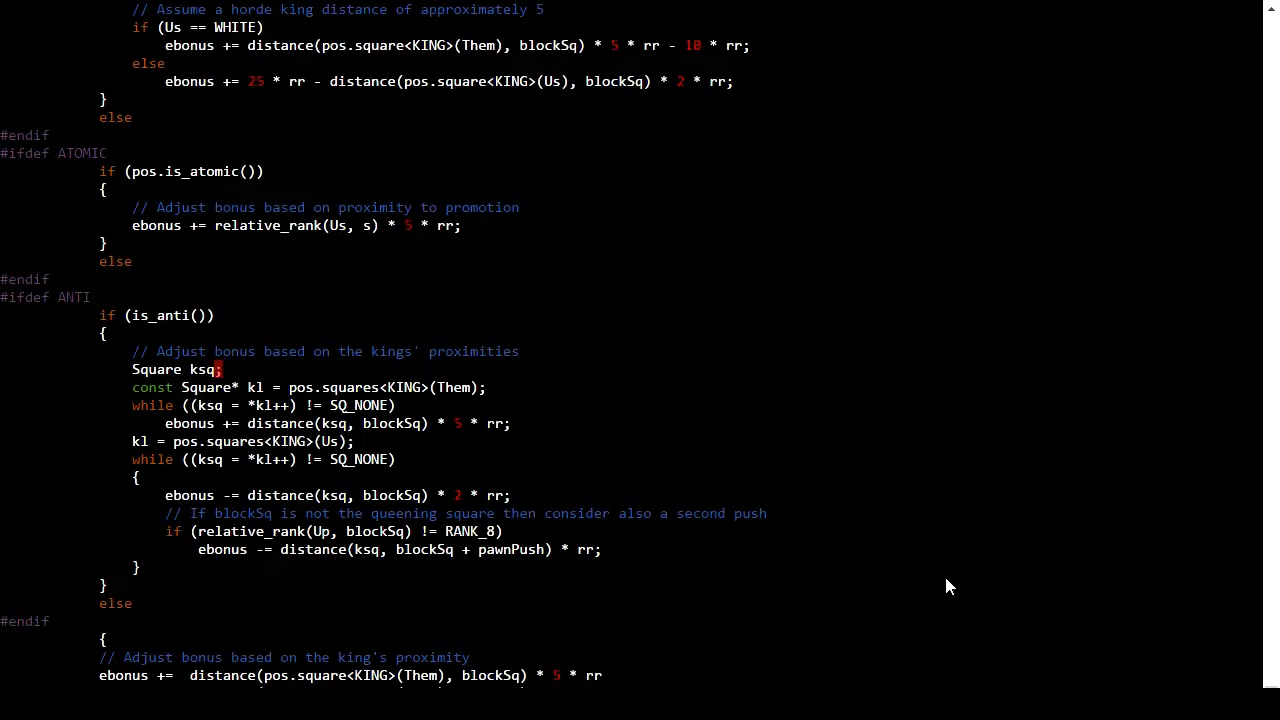 // Assume a horde king distance of approximately 5
if (Us == WHITE)
ebonus += distance(pos.square<KING>(Them), blockSq) * 5 * rr - 10 * rr;
else
ebonus += 25 * rr - distance(pos.square<KING>(Us), blockSq) * 2 * rr;
}
else
#endif
#ifdef ATOMIC
if (pos.is_atomic())
{
// Adjust bonus based on proximity to promotion
ebonus += relative_rank(Us, s) * 5 * rr;
}
else
#endif
#ifdef ANTI
if (is_anti())
{
// Adjust bonus based on the kings' proximities
Square ksq;
const Square* kl = pos.squares<KING>(Them);
while ((ksq = *kl++) != SQ_NONE)
ebonus += distance(ksq, blockSq) * 5 * rr;
kl = pos.squares<KING>(Us);
while ((ksq = *kl++) != SQ_NONE)
{
ebonus -= distance(ksq, blockSq) * 2 * rr;
// If blockSq is not the queening square then consider also a second push
if (relative_rank(Up, blockSq) != RANK_8)
ebonus -= distance(ksq, blockSq + pawnPush) * rr;
}
}
else
#endif
{
// Adjust bonus based on the king's proximity
ebonus +=  distance(pos.square<KING>(Them), blockSq) * 5 * rr